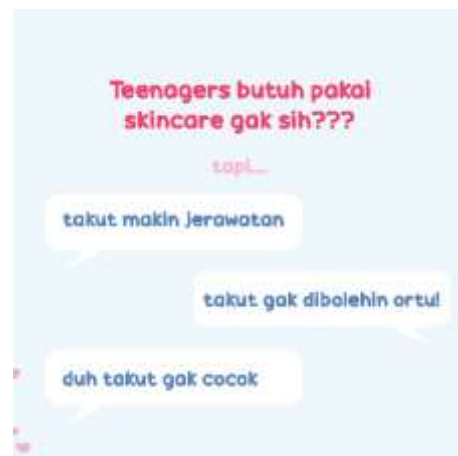 Teenagers butuh pakai
skincare gak sih???
tapi...
takut makin jerawatan
takut gak dibolehin ortu!
duh takut gak cocok